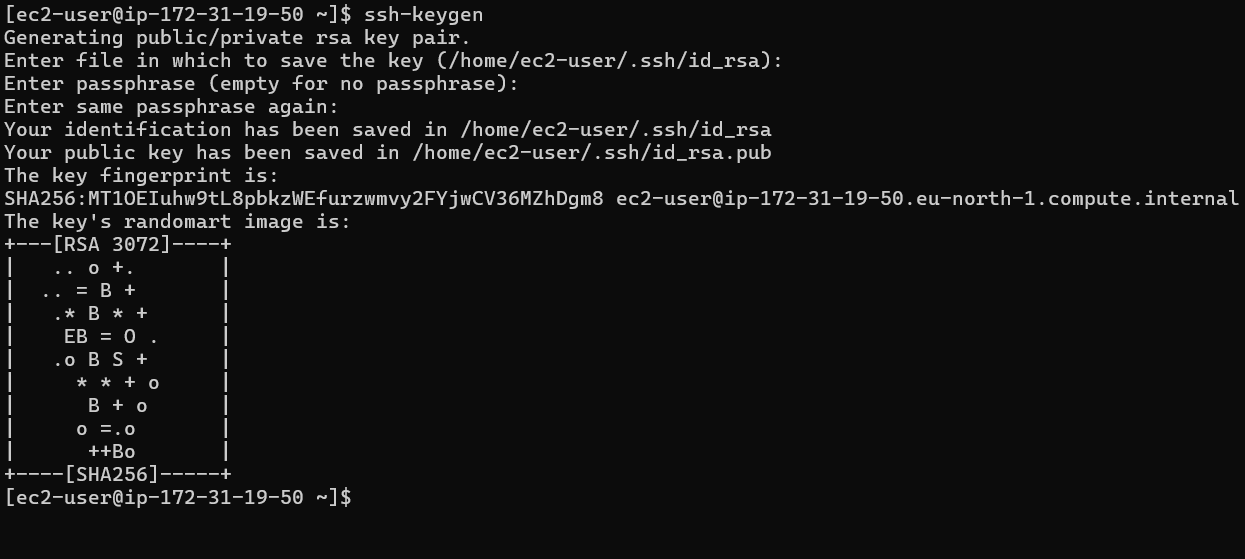 [ec2-user@ip-172-31-19-50 ~]$ ssh-keygen
Generating public/private rsa key pair.
Enter file in which to save the key (/home/ec2-user/.ssh/id_rsa):
Enter passphrase (empty for no passphrase):
Enter same passphrase again:
Your identification has been saved in /home/ec2-user/.ssh/id_rsa
Your public key has been saved in /home/ec2-user/.ssh/id_rsa.pub
The key fingerprint is:
SHA256:MT1OEIuhw9tL8pbkzWEfurzwmvy2FYjwCV36MZhDgm8 ec2-user@ip-172-31-19-50.eu-north-1.compute.internal
The key's randomart image is:
+---[RSA 3072]----+
|   .. o +.       |
|  .. = B +       |
|   .* B * +      |
|    EB = O .     |
|   .o B S +      |
|     * * + o     |
|      B + o      |
|     o =.o       |
|      ++Bo       |
+----[SHA256]-----+
[ec2-user@ip-172-31-19-50 ~]$